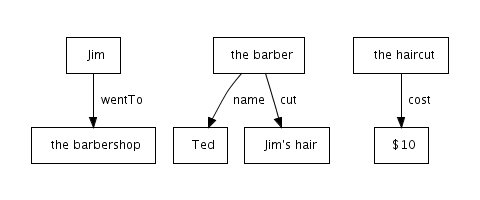 Jim
the barber
the haircut
wentTo
name
cut
cost
the barbershop
Ted
Jim's hair
$10